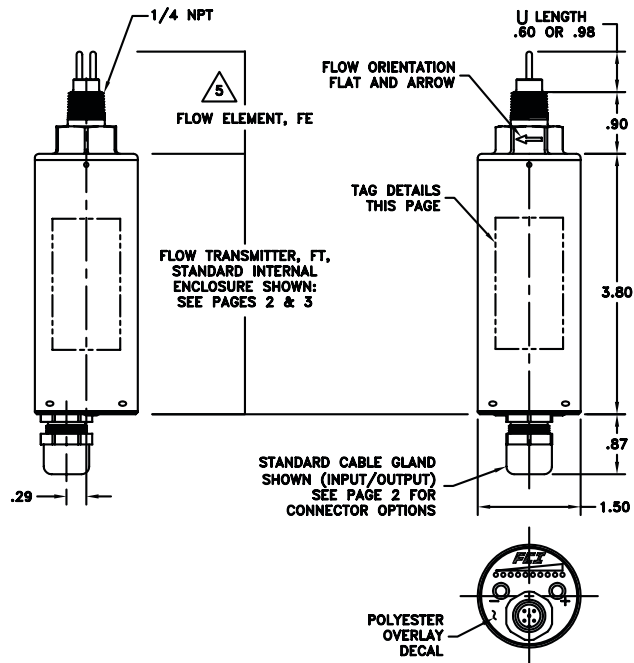 1/4 NPT
U LENGTH
.60 OR .98
FLOW ORIENTATION
FLAT AND ARROW
5
FLOW ELEMENT, FE
.90
TAG DETAILS
THIS PAGE
FLOW TRANSMITTER, FT,
STANDARD INTERNAL
ENCLOSURE SHOWN:
SEE PAGES 2 & 3
3.80
.87
STANDARD CABLE GLAND
SHOWN (INPUT/OUTPUT)
SEE PAGE 2 FOR
CONNECTOR OPTIONS
.29
1.50
FCI
- +
POLYESTER
OVERLAY
DECAL